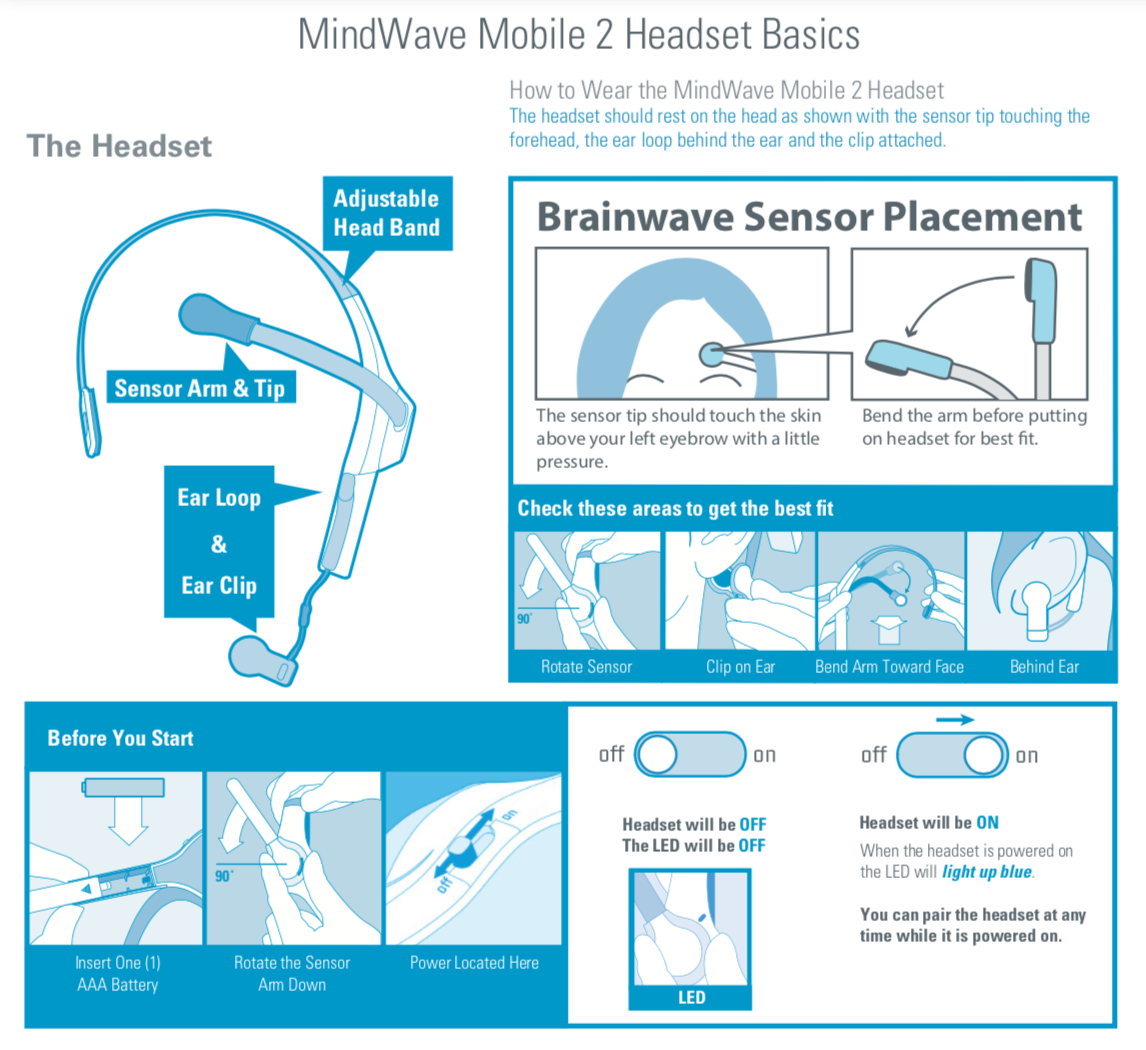 MindWave Mobile 2 Headset Basics
The Headset
Adjustable
Head Band
Sensor Arm & Tip
Ear Loop
&
Ear Clip
How to Wear the MindWave Mobile 2 Headset
The headset should rest on the head as shown with the sensor tip touching the
forehead, the ear loop behind the ear and the clip attached.
Brainwave Sensor Placement
The sensor tip should touch the skin
above your left eyebrow with a little
pressure.
Bend the arm before putting
on headset for best fit.
Check these areas to get the best fit
90°
Rotate Sensor
Clip on Ear
Bend Arm Toward Face
Behind Ear
Before You Start
Insert One (1)
AAA Battery
90°
Rotate the Sensor
Arm Down
on
off
Power Located Here
off on
Headset will be OFF
The LED will be OFF
LED
off on
Headset will be ON
When the headset is powered on
the LED will light up blue.
You can pair the headset at any
time while it is powered on.